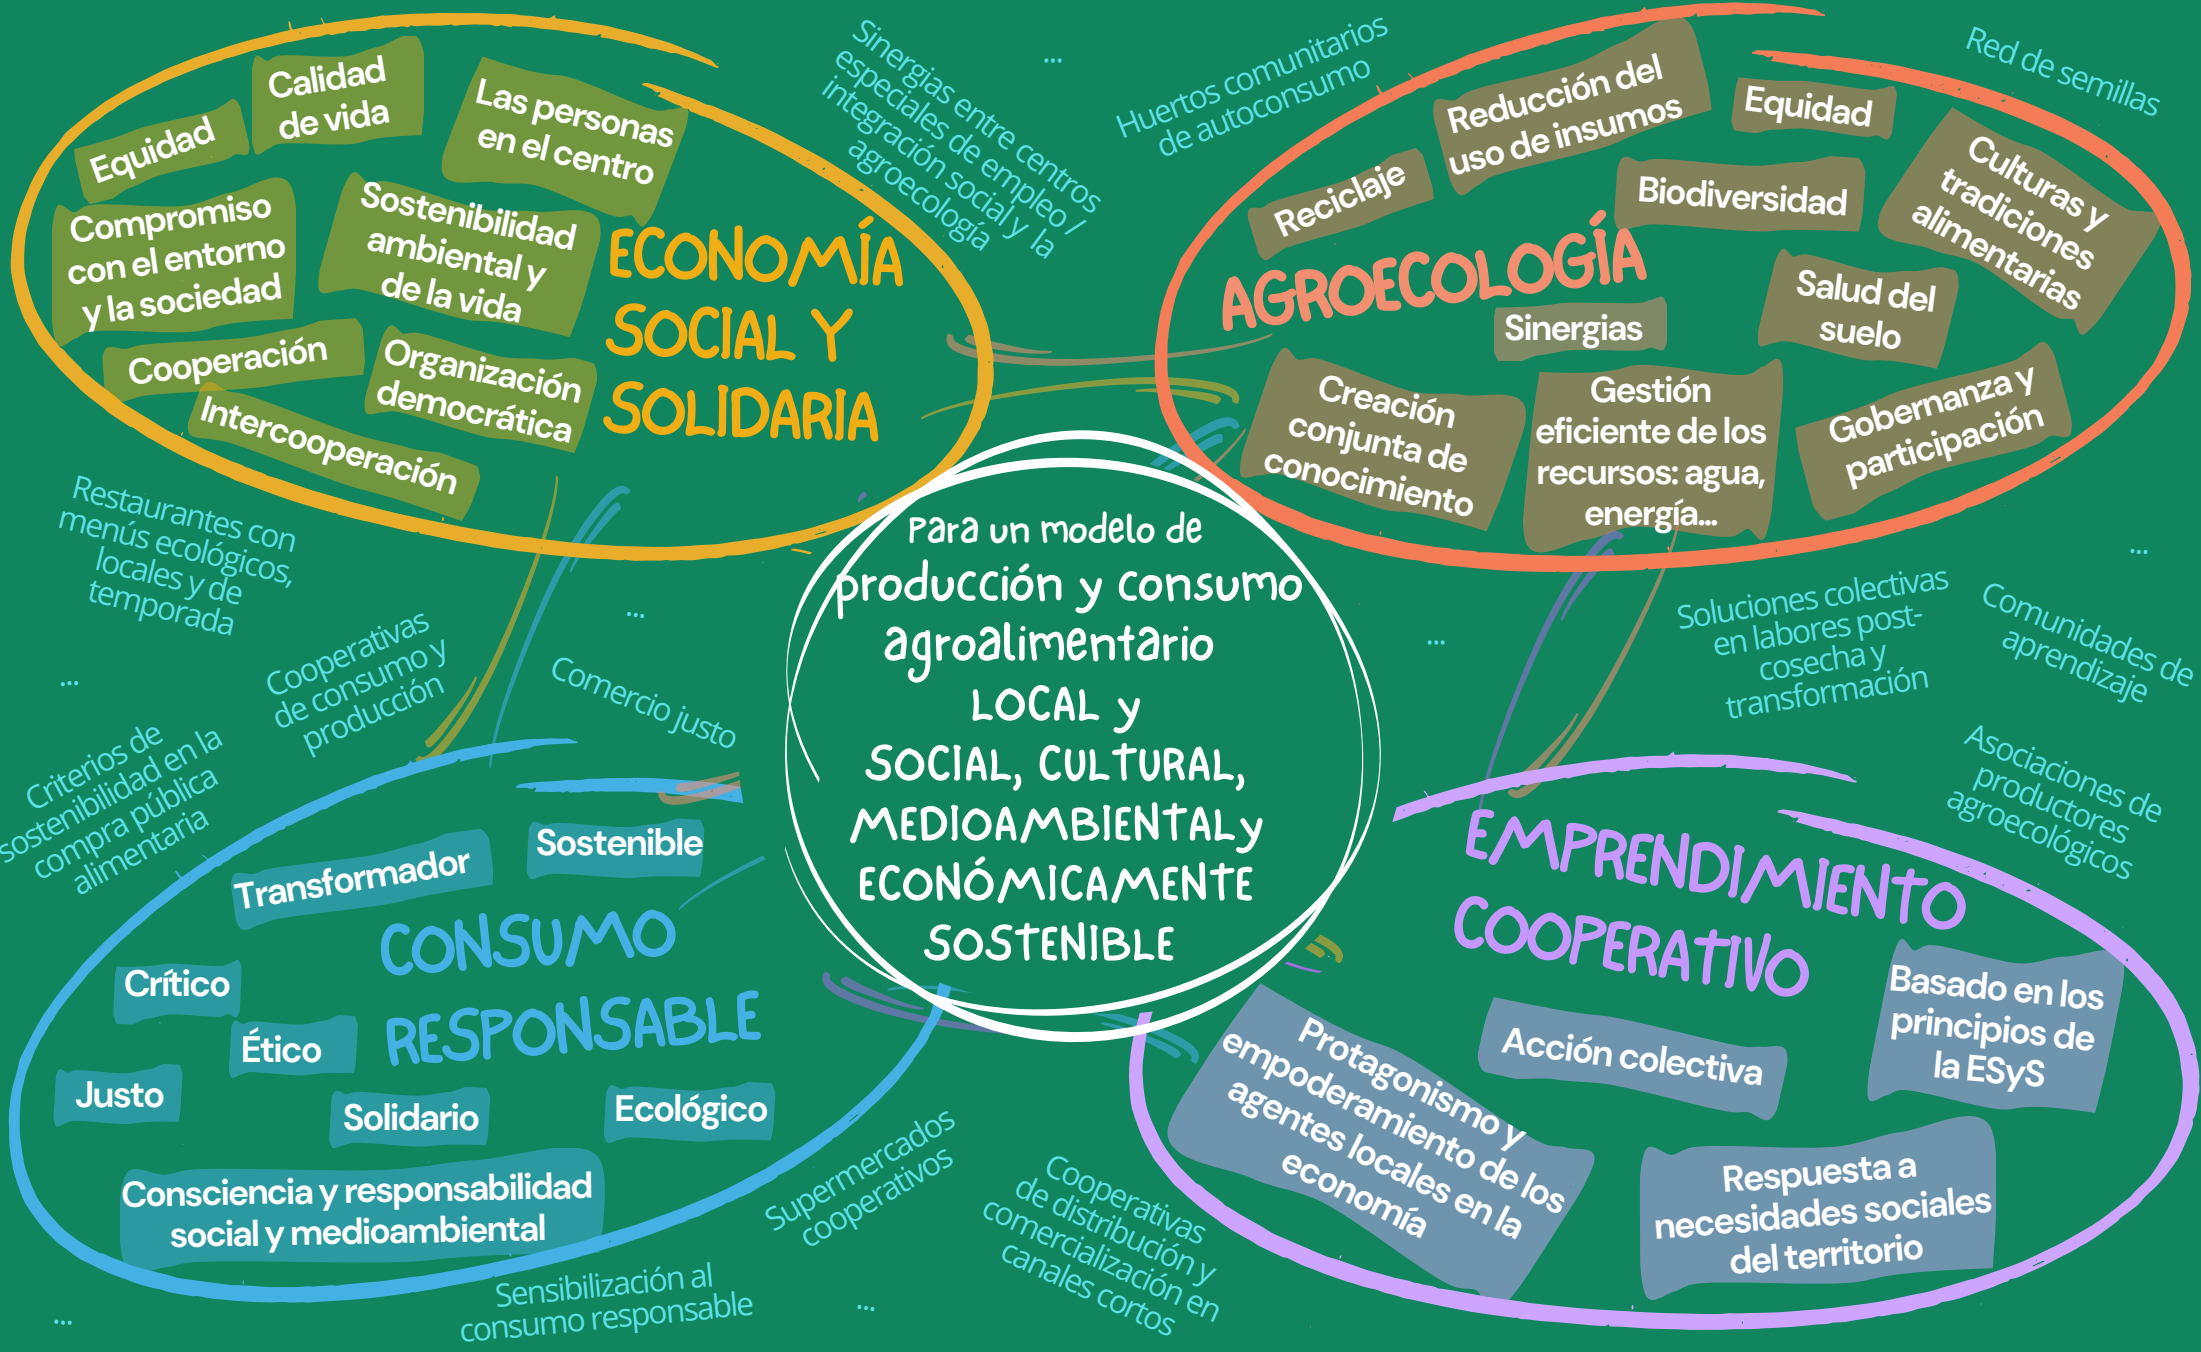 Calidad
de vida
Equidad
Las personas
en el centro
Compromiso
con el entorno
y la sociedad
Sostenibilidad
ambiental y
de la vida
Cooperación
Organización
democrática
Intercooperación
ECONOMÍA
SOCIAL Y
SOLIDARIA
Sinergias entre centros
especiales de empleo /
integración social y la
agroecología
...
Huertos comunitarios
de autoconsumo
Red de semillas
Reducción del
uso de insumos
Equidad
Reciclaje
Biodiversidad
Culturas y
tradiciones
alimentarias
AGROECOLOGÍA
Sinergias
Salud del
suelo
Creación
conjunta de
conocimiento
Gestión
eficiente de los
recursos: agua,
energía...
Gobernanza y
participación
Restaurantes con
menús ecológicos,
locales y de
temporada
...
Cooperativas
de consumo y
producción
...
Comercio justo
Criterios de
sostenibilidad en la
compra pública
alimentaria
Para un modelo de
producción y consumo
agroalimentario
LOCAL y
SOCIAL, CULTURAL,
MEDIOAMBIENTAL y
ECONÓMICAMENTE
SOSTENIBLE
...
Soluciones colectivas
en labores post-
cosecha y
transformación
...
Comunidades de
aprendizaje
Asociaciones de
productores
agroecológicos
Transformador
Sostenible
CONSUMO
RESPONSABLE
Crítico
Ético
Justo
Solidario
Ecológico
Consciencia y responsabilidad
social y medioambiental
EMPRENDIMIENTO
COOPERATIVO
Basado en los
principios de
la ESyS
Acción colectiva
Protagonismo y
empoderamiento de los
agentes locales en la
economía
Respuesta a
necesidades sociales
del territorio
Supermercados
cooperativos
Cooperativas
de distribución y
comercialización en
canales cortos
Sensibilización al
consumo responsable
...
...